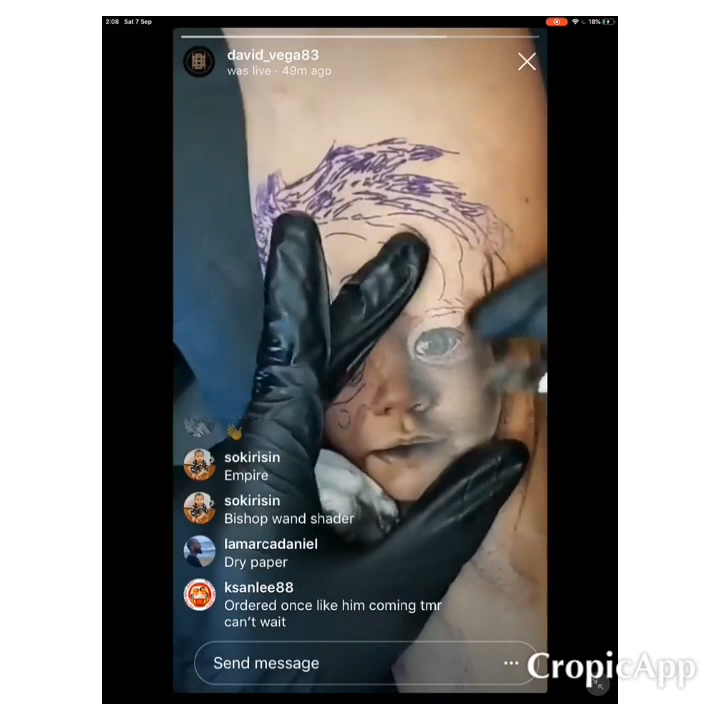 2:08 Sat 7 Sep
18%
david_vega83
was live · 49m ago
sokirisin
Empire
sokirisin
Bishop wand shader
lamarcadaniel
Dry paper
ksanlee88
Ordered once like him coming tmr
can't wait
Send message
CropicApp